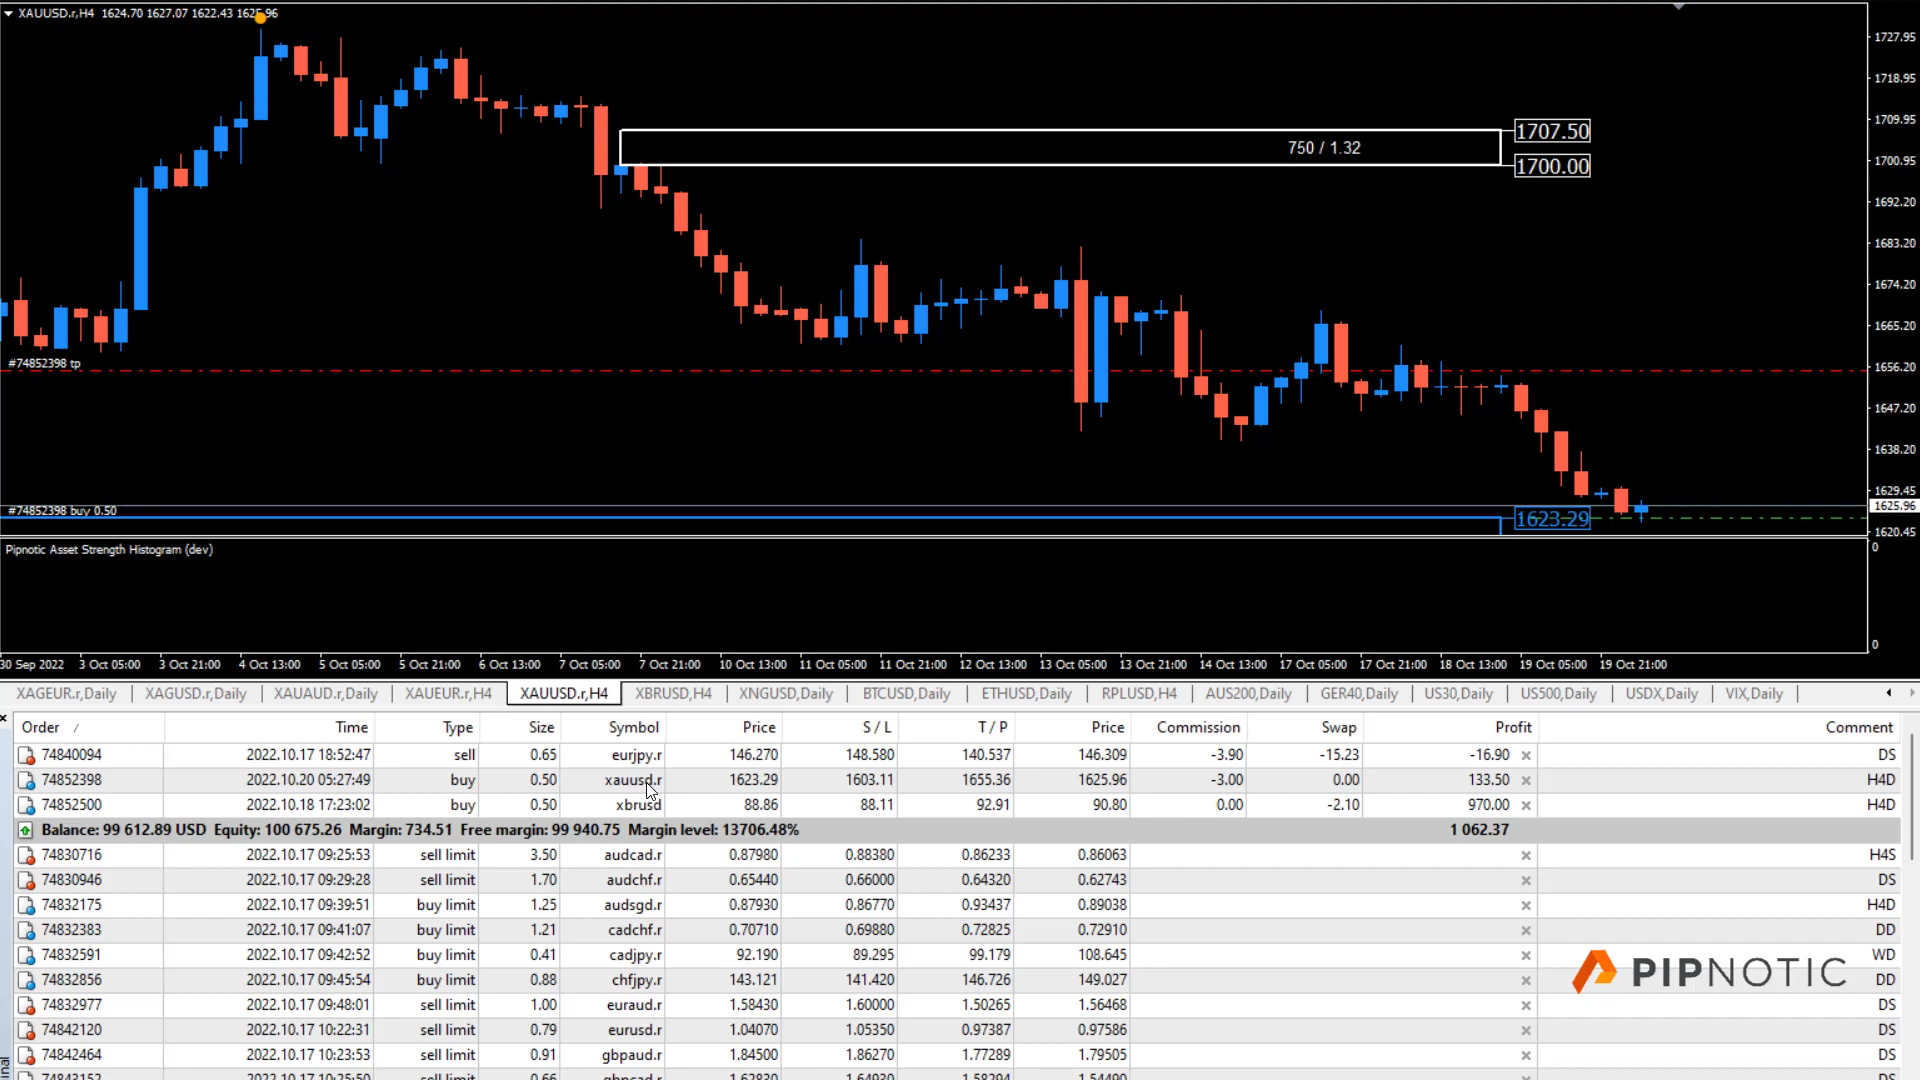 XAUUSD.r,H4 1624.70 1627.07 1622.43 1625.96
1727.95
1718.95
1709.95
1700.95
1692.20
1683.20
1674.20
1665.20
1656.20
1647.20
1638.20
1629.45
1625.96
1620.45
1707.50
750 / 1.32
1700.00
#74852398 tp
#74852398 buy 0.50
1623.29
Pipnotic Asset Strength Histogram (dev)
0
0
30 Sep 2022 3 Oct 05:00 3 Oct 21:00 4 Oct 13:00 5 Oct 05:00 5 Oct 21:00 6 Oct 13:00 7 Oct 05:00 7 Oct 21:00 10 Oct 13:00 11 Oct 05:00 11 Oct 21:00 12 Oct 13:00 13 Oct 05:00 13 Oct 21:00 14 Oct 13:00 17 Oct 05:00 17 Oct 21:00 18 Oct 13:00 19 Oct 05:00 19 Oct 21:00
XAGEUR.r,Daily XAGUSD.r,Daily XAUAUD.r,Daily XAUEUR.r,H4 XAUUSD.r,H4 XBRUSD,H4 XNGUSD,Daily BTCUSD,Daily ETHUSD,Daily RPLUSD,H4 AUS200,Daily GER40,Daily US30,Daily US500,Daily USDX,Daily VIX,Daily
Order / Time Type Size Symbol Price S / L T / P Price Commission Swap Profit Comment
74840094 2022.10.17 18:52:47 sell 0.65 eurjpy.r 146.270 148.580 140.537 146.309 -3.90 -15.23 -16.90 DS
74852398 2022.10.20 05:27:49 buy 0.50 xauusd.r 1623.29 1603.11 1655.36 1625.96 -3.00 0.00 133.50 H4D
74852500 2022.10.18 17:23:02 buy 0.50 xbrusd 88.86 88.11 92.91 90.80 0.00 -2.10 970.00 H4D
Balance: 99 612.89 USD Equity: 100 675.26 Margin: 734.51 Free margin: 99 940.75 Margin level: 13706.48% 1 062.37
74830716 2022.10.17 09:25:53 sell limit 3.50 audcad.r 0.87980 0.88380 0.86233 0.86063 H4S
74830946 2022.10.17 09:29:28 sell limit 1.70 audchf.r 0.65440 0.66000 0.64320 0.62743 DS
74832175 2022.10.17 09:39:51 buy limit 1.25 audsgd.r 0.87930 0.86770 0.93437 0.89038 H4D
74832383 2022.10.17 09:41:07 buy limit 1.21 cadchf.r 0.70710 0.69880 0.72825 0.72910 DD
74832591 2022.10.17 09:42:52 buy limit 0.41 cadjpy.r 92.190 89.295 99.179 108.645 WD
74832856 2022.10.17 09:45:54 buy limit 0.88 chfjpy.r 143.121 141.420 146.726 149.027 DD
PIPNOTIC
74832977 2022.10.17 09:48:01 sell limit 1.00 euraud.r 1.58430 1.60000 1.50265 1.56468 DS
74842120 2022.10.17 10:22:31 sell limit 0.79 eurusd.r 1.04070 1.05350 0.97387 0.97586 DS
74842464 2022.10.17 10:23:53 sell limit 0.91 gbpaud.r 1.84500 1.86270 1.77289 1.79505 DS